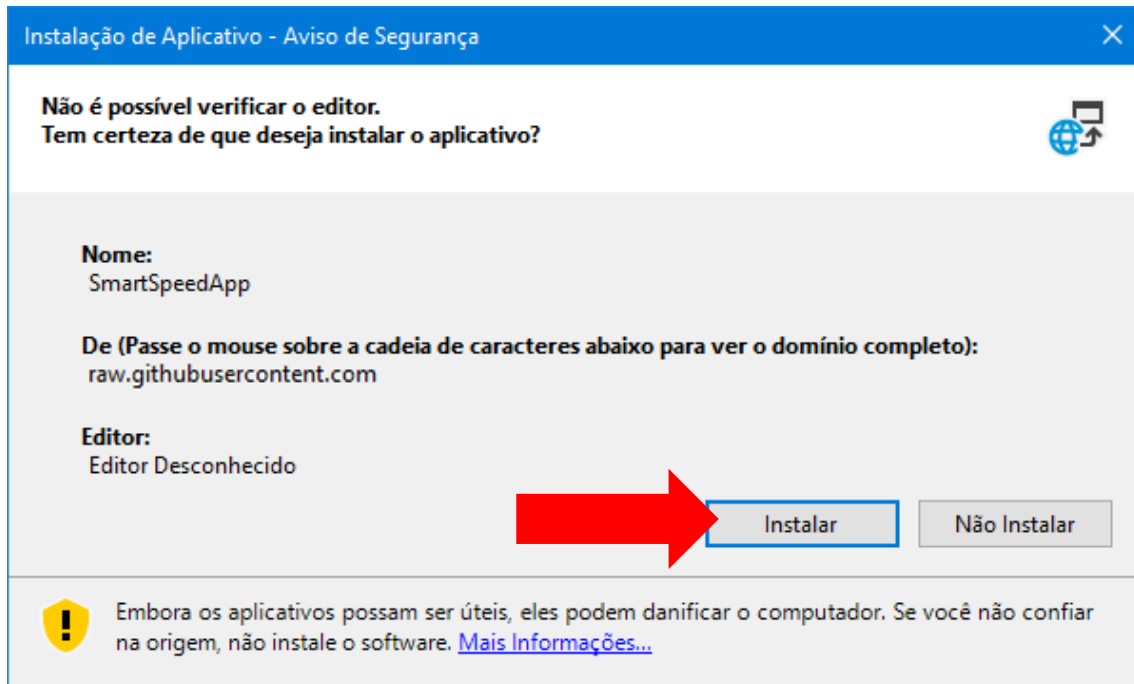 Instalação de Aplicativo - Aviso de Segurança
Não é possível verificar o editor.
Tem certeza de que deseja instalar o aplicativo?
Nome:
SmartSpeedApp
De (Passe o mouse sobre a cadeia de caracteres abaixo para ver o domínio completo):
raw.githubusercontent.com
Editor:
Editor Desconhecido
Instalar
Não Instalar
Embora os aplicativos possam ser úteis, eles podem danificar o computador. Se você não confiar
na origem, não instale o software. Mais Informações...